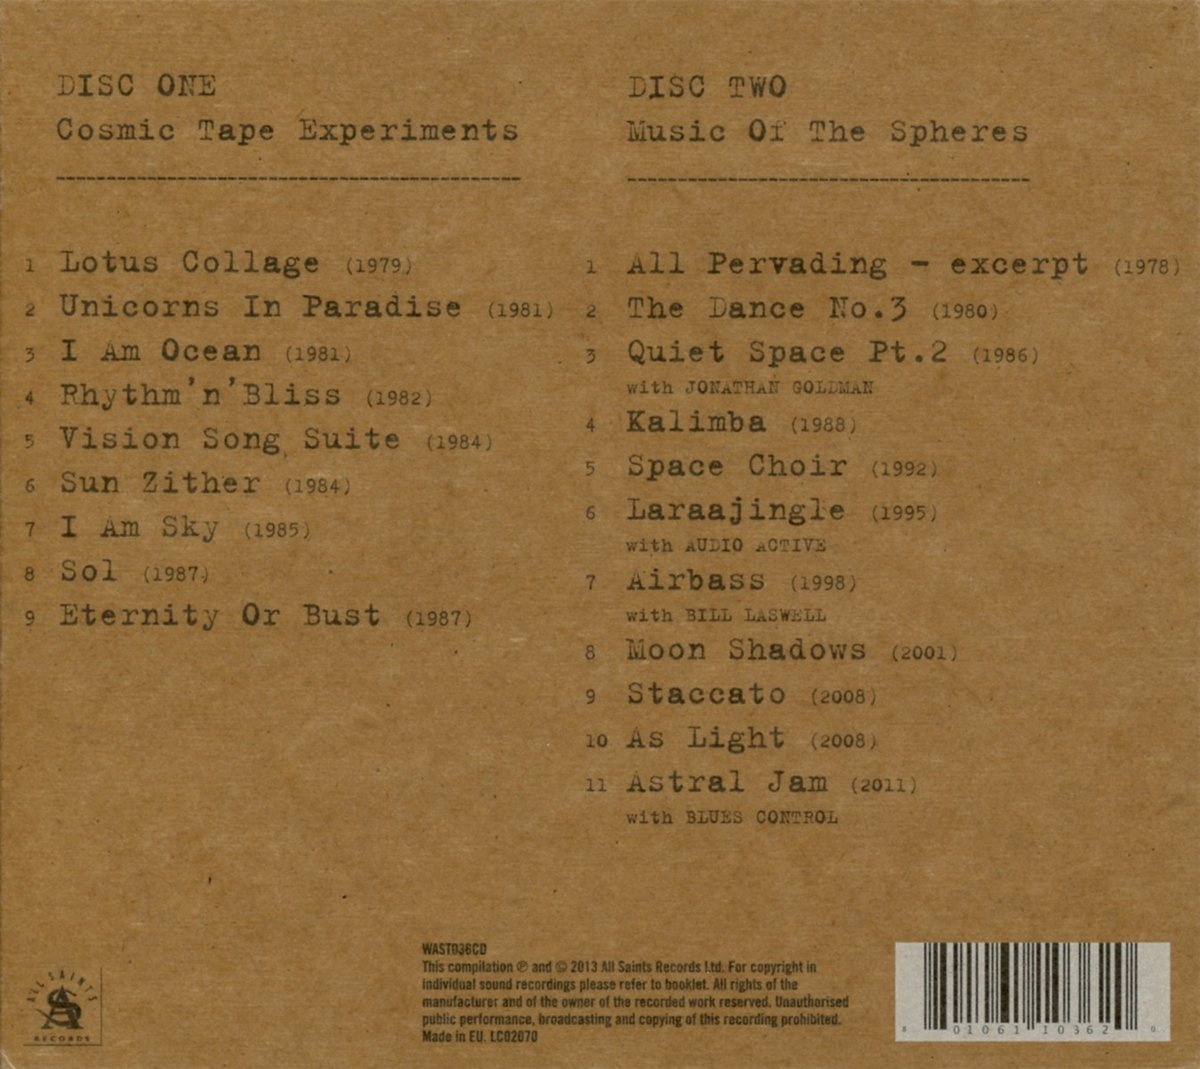 DISC ONE
Cosmic Tape Experiments
1 Lotus Collage (1979)
2 Unicorns In Paradise (1981)
3 I Am Ocean (1981)
4 Rhythm'n'Bliss (1982)
5 Vision Song Suite (1984)
6 Sun Zither (1984)
7 I Am Sky (1985)
8 Sol (1987)
9 Eternity Or Bust (1987)
DISC TWO
Music Of The Spheres
1 All Pervading - excerpt (1978)
2 The Dance No.3 (1980)
3 Quiet Space Pt.2 (1986)
with JONATHAN GOLDMAN
4 Kalimba (1988)
5 Space Choir (1992)
6 Laraajingle (1995)
with AUDIO ACTIVE
7 Airbass (1998)
with BILL LASWELL
8 Moon Shadows (2001)
9 Staccato (2008)
10 As Light (2008)
11 Astral Jam (2011)
with BLUES CONTROL
ALL SAINTS
RECORDS
WAST036CD
This compilation ℗ and © 2013 All Saints Records Ltd. For copyright in
individual sound recordings please refer to booklet. All rights of the
manufacturer and of the owner of the recorded work reserved. Unauthorised
public performance, broadcasting and copying of this recording prohibited.
Made in EU. LC02070
8 01061 10362 0